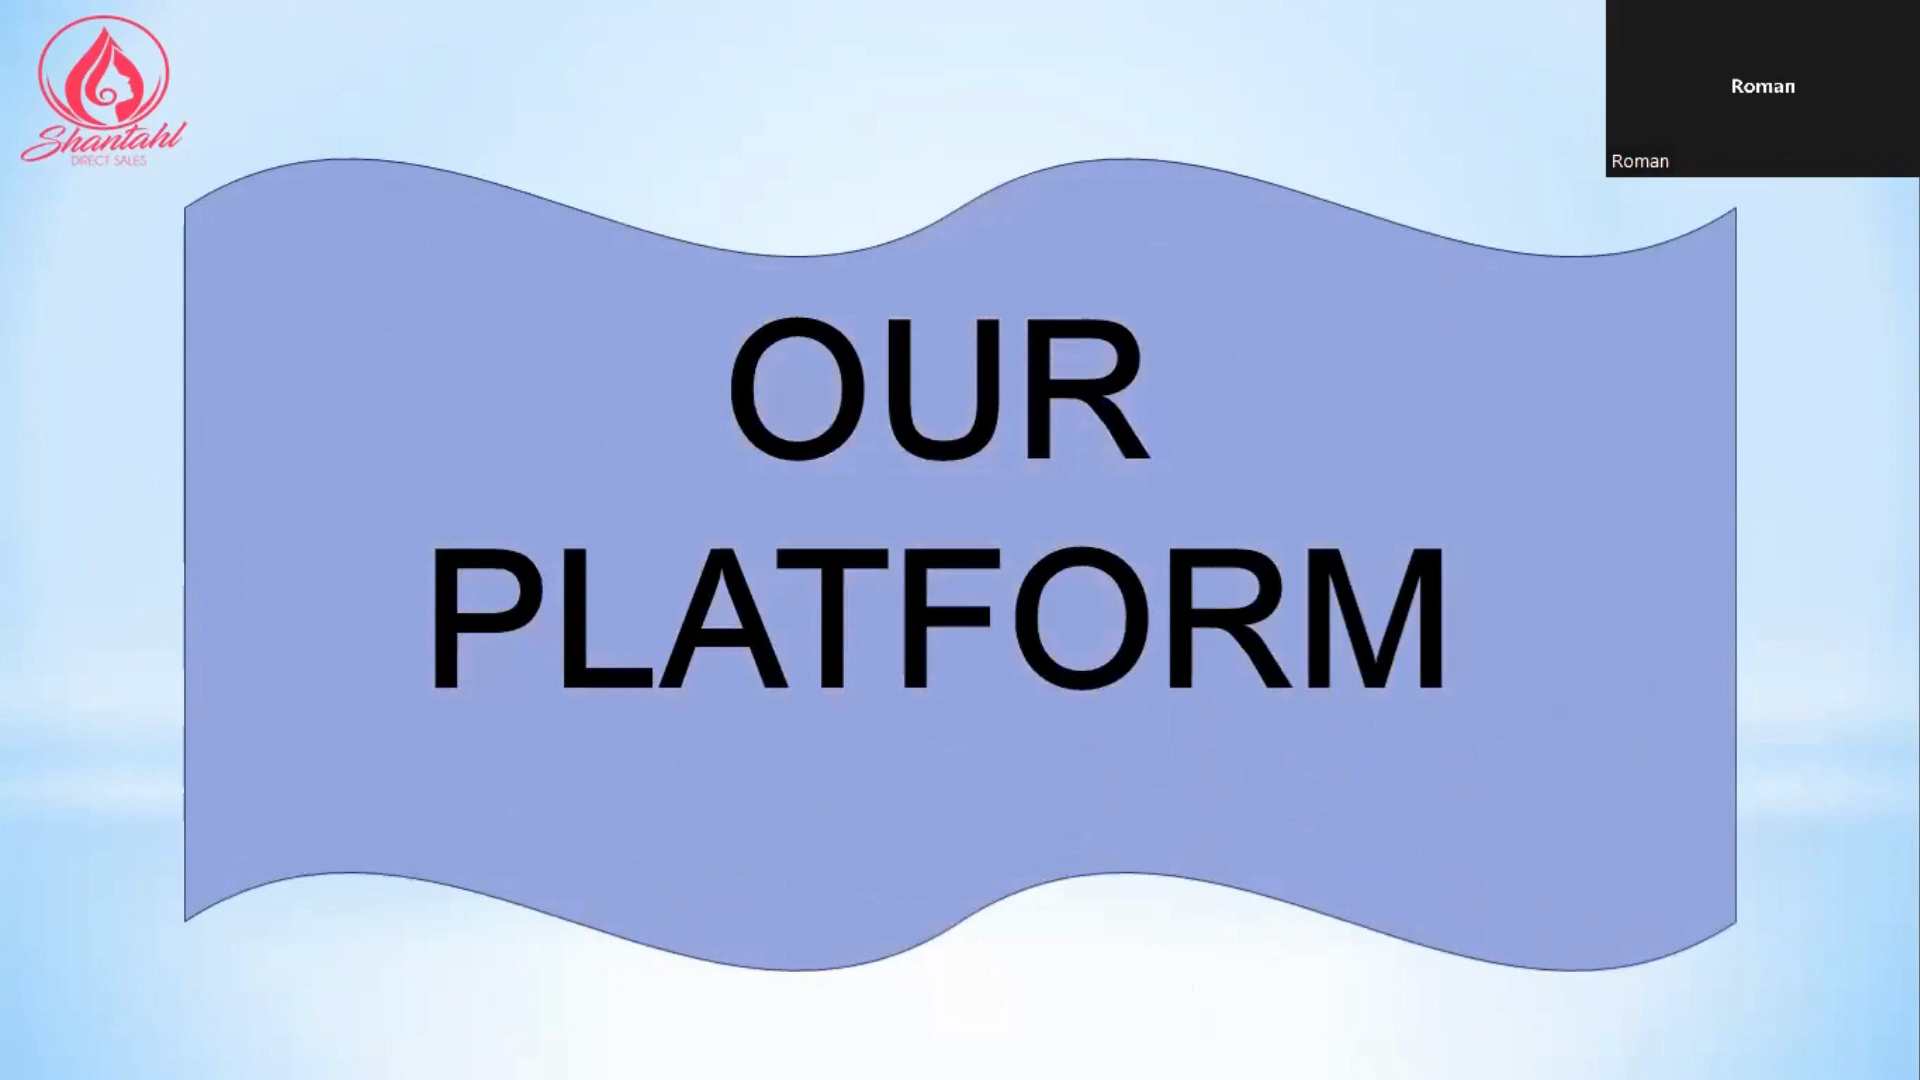 Shantahl
DIRECT SALES
Roman
Roman
OUR
PLATFORM